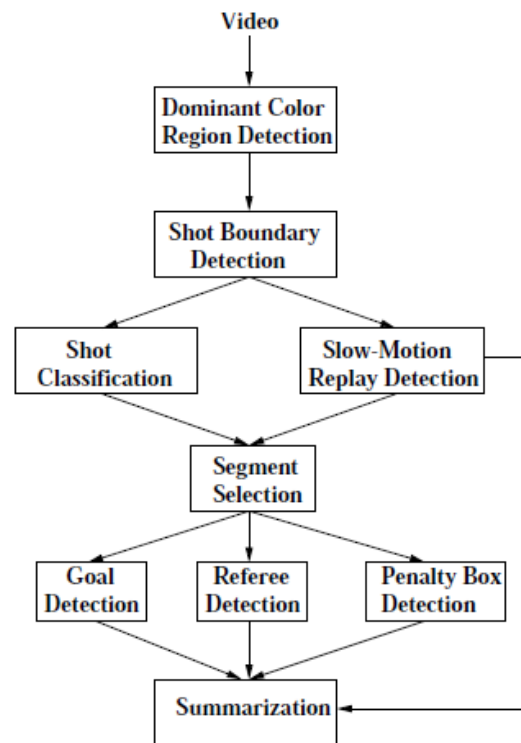 Video
Dominant Color
Region Detection
Shot Boundary
Detection
Shot
Classification
Slow-Motion
Replay Detection
Segment
Selection
Goal
Detection
Referee
Detection
Penalty Box
Detection
Summarization